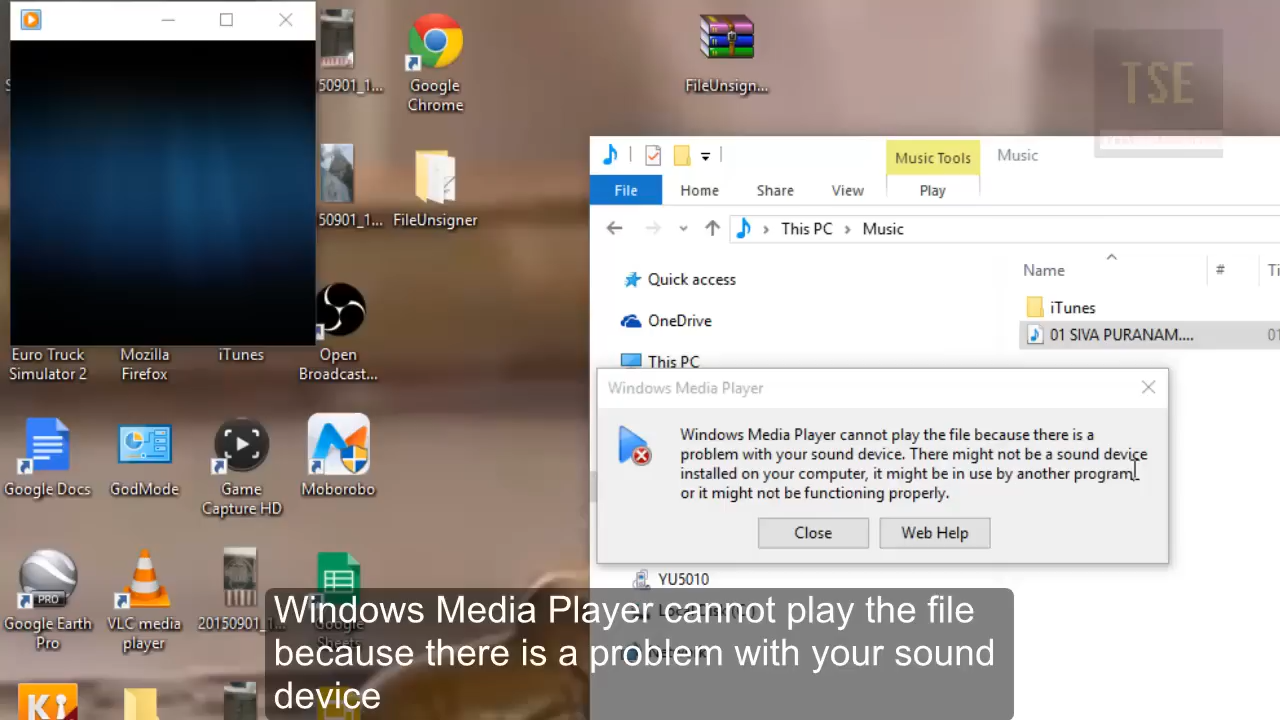 50901_1...
Google
Chrome
FileUnsign...
TSE
50901_1...
FileUnsigner
Music Tools
Music
File
Home
Share
View
Play
This PC
Music
Quick access
OneDrive
This PC
Name
#
iTunes
01 SIVA PURANAM....
01
Euro Truck
Simulator 2
Mozilla
Firefox
iTunes
Open
Broadcast...
Windows Media Player
Windows Media Player cannot play the file because there is a
problem with your sound device. There might not be a sound device
installed on your computer, it might be in use by another program,
or it might not be functioning properly.
Close
Web Help
Google Docs
GodMode
Game
Capture HD
Moborobo
YU5010
PRO
Google Earth
Pro
VLC media
player
20150901_1...
Google
Sheets
Windows Media Player cannot play the file
because there is a problem with your sound
device